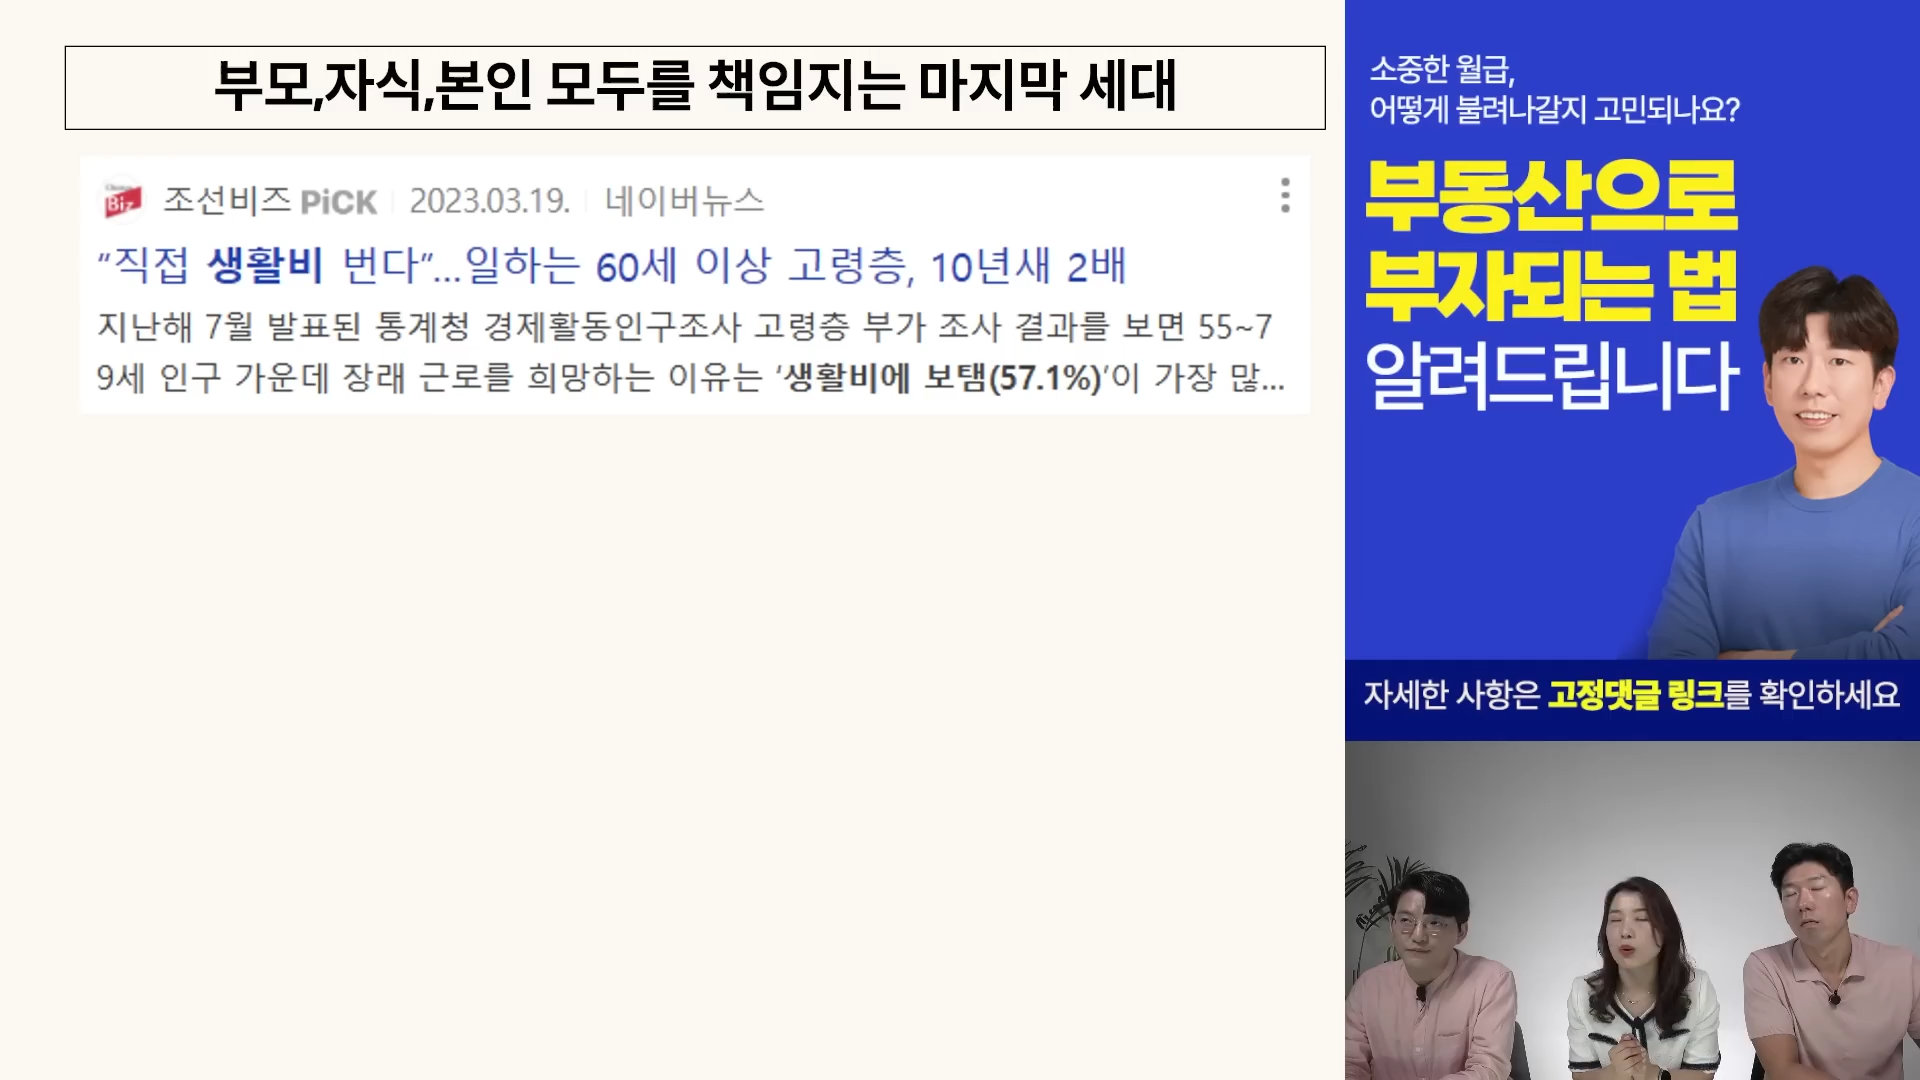 부모,자식,본인 모두를 책임지는 마지막 세대
Biz 조선비즈 PiCK 2023.03.19. 네이버뉴스
“직접 생활비 번다”...일하는 60세 이상 고령층, 10년새 2배
지난해 7월 발표된 통계청 경제활동인구조사 고령층 부가 조사 결과를 보면 55~7
9세 인구 가운데 장래 근로를 희망하는 이유는 ‘생활비에 보탬(57.1%)’이 가장 많...
소중한 월급,
어떻게 불려나갈지 고민되나요?
부동산으로
부자되는 법
알려드립니다
자세한 사항은 고정댓글 링크를 확인하세요